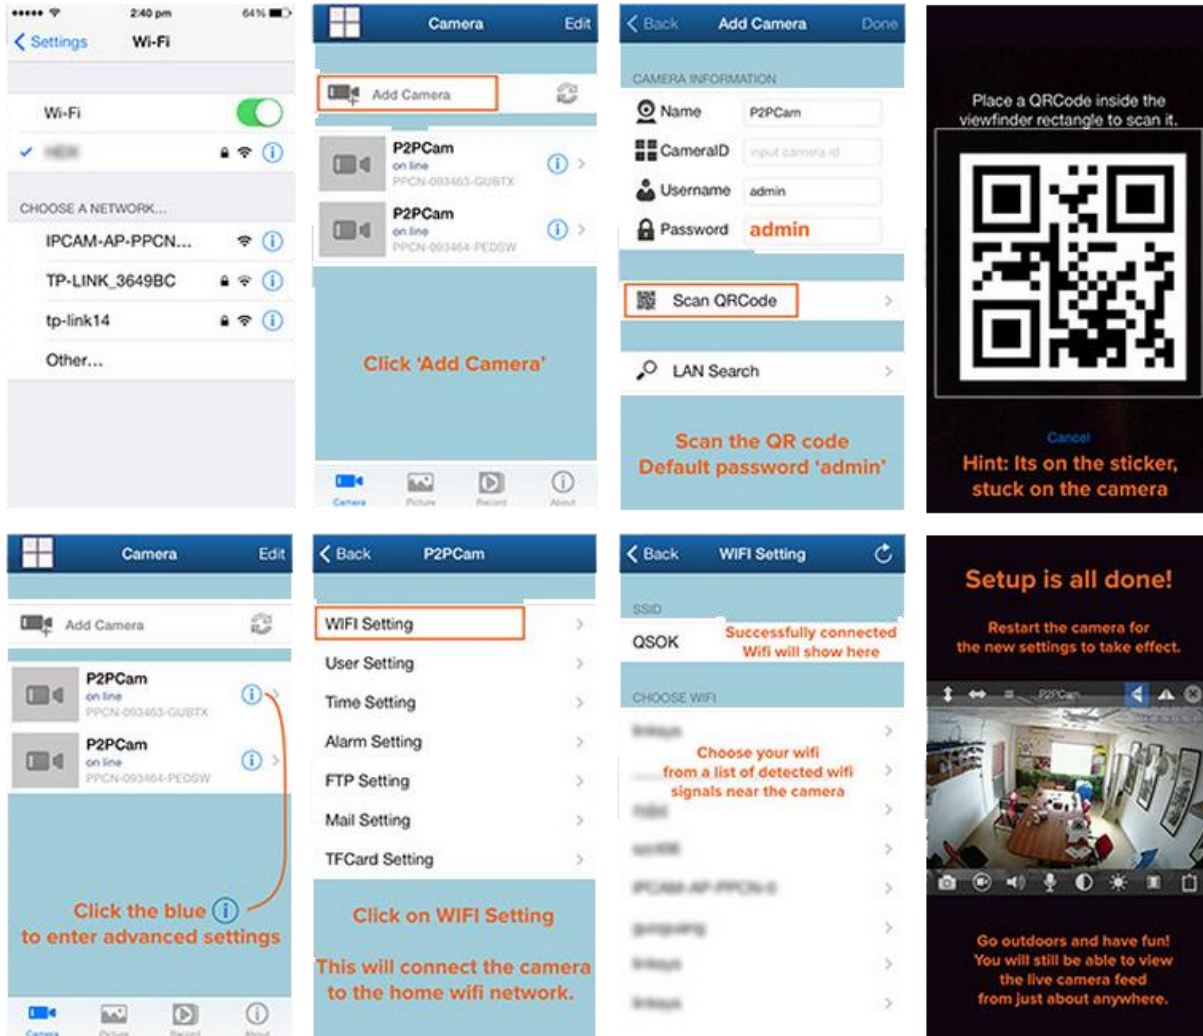 2:40 pm
64%
Settings
Wi-Fi
Wi-Fi
CHOOSE A NETWORK...
IPCAM-AP-PPCN...
TP-LINK_3649BC
tp-link14
Other...
Camera
Edit
Add Camera
P2PCam
on line
PPCN-093463-GUBTX
P2PCam
on line
PPCN-093464-PEDSW
Click 'Add Camera'
Camera
Picture
Record
About
Back
Add Camera
Done
CAMERA INFORMATION
Name
P2PCam
CameraID
input camera id
Username
admin
Password
admin
Scan QRCode
LAN Search
Scan the QR code
Default password 'admin'
Place a QRCode inside the
viewfinder rectangle to scan it.
Cancel
Hint: Its on the sticker,
stuck on the camera
Camera
Edit
Add Camera
P2PCam
on line
PPCN-093463-GUBTX
P2PCam
on line
PPCN-093464-PEDSW
Click the blue
to enter advanced settings
Camera
Picture
Record
About
Back
P2PCam
WIFI Setting
User Setting
Time Setting
Alarm Setting
FTP Setting
Mail Setting
TFCard Setting
Click on WIFI Setting
This will connect the camera
to the home wifi network.
Back
WIFI Setting
SSID
QSOK
Successfully connected
Wifi will show here
CHOOSE WIFI
Choose your wifi
from a list of detected wifi
signals near the camera
Setup is all done!
Restart the camera for
the new settings to take effect.
P2PCam
Go outdoors and have fun!
You will still be able to view
the live camera feed
from just about anywhere.